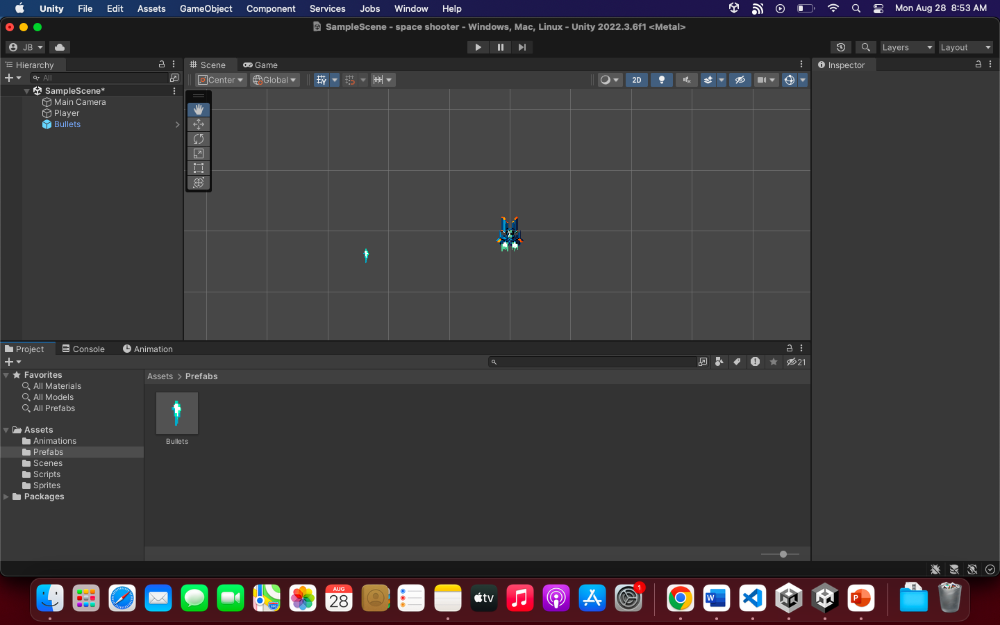 Unity File Edit Assets GameObject Component Services Jobs Window Help Mon Aug 28 8:53 AM
SampleScene - space shooter - Windows, Mac, Linux - Unity 2022.3.6f1 <Metal>
JB Layers Layout
Hierarchy Scene Game Inspector
All Center Global 2D
SampleScene*
Main Camera
Player
Bullets
Project Console Animation
21
Favorites
All Materials
All Models
All Prefabs
Assets
Animations
Prefabs
Scenes
Scripts
Sprites
Packages
Assets > Prefabs
Bullets
AUG
28
tv
1
W
P